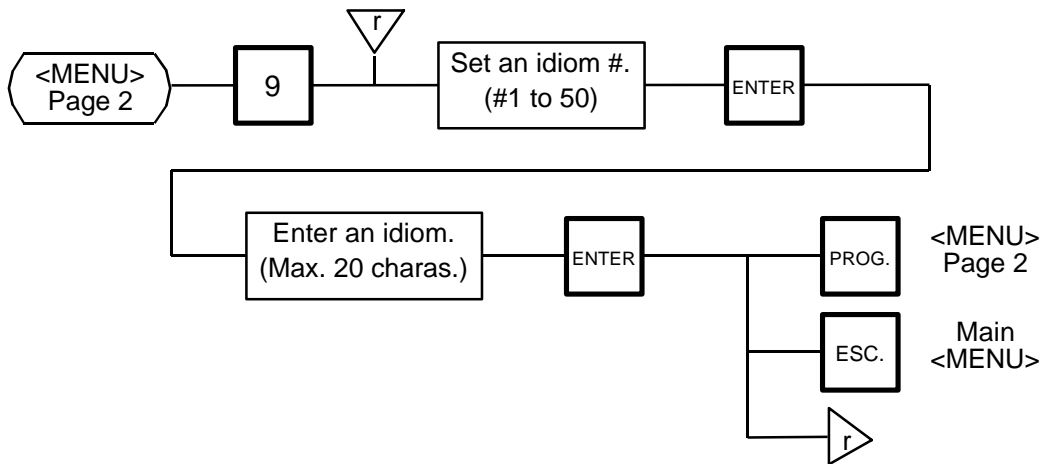 r
<MENU>
Page 2
9
Set an idiom #.
(#1 to 50)
ENTER
Enter an idiom.
(Max. 20 charas.)
ENTER
PROG.
<MENU>
Page 2
ESC.
Main
<MENU>
r